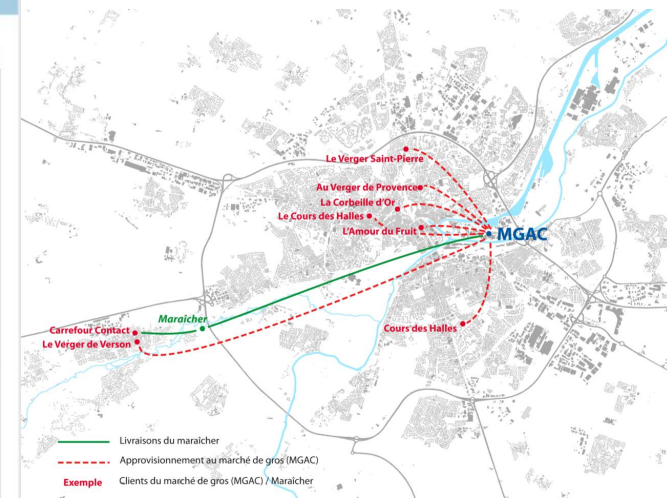 Le Verger Saint-Pierre
Au Verger de Provence
La Corbeille d'Or
Le Cours des Halles
L'Amour du Fruit
MGAC
Maraîcher
Carrefour Contact
Le Verger de Verson
Cours des Halles
Livraisons du maraîcher
Approvisionnement au marché de gros (MGAC)
Exemple Clients du marché de gros (MGAC) / Maraîcher